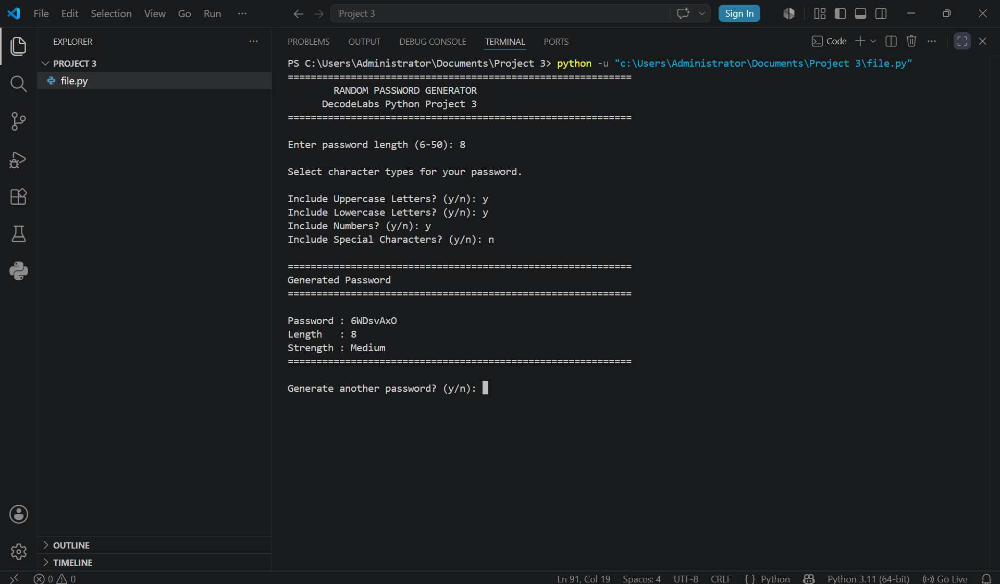 File Edit Selection View Go Run ··· Project 3 Sign In
EXPLORER ···
PROJECT 3
file.py
OUTLINE
TIMELINE
PROBLEMS OUTPUT DEBUG CONSOLE TERMINAL PORTS Code ···
PS C:\Users\Administrator\Documents\Project 3> python -u "c:\Users\Administrator\Documents\Project 3\file.py"
============================================================
RANDOM PASSWORD GENERATOR
DecodeLabs Python Project 3
============================================================
Enter password length (6-50): 8
Select character types for your password.
Include Uppercase Letters? (y/n): y
Include Lowercase Letters? (y/n): y
Include Numbers? (y/n): y
Include Special Characters? (y/n): n
============================================================
Generated Password
============================================================
Password : 6WDsvAxO
Length   : 8
Strength : Medium
============================================================
Generate another password? (y/n):
0 0 Ln 91, Col 19 Spaces: 4 UTF-8 CRLF {} Python Python 3.11 (64-bit) Go Live